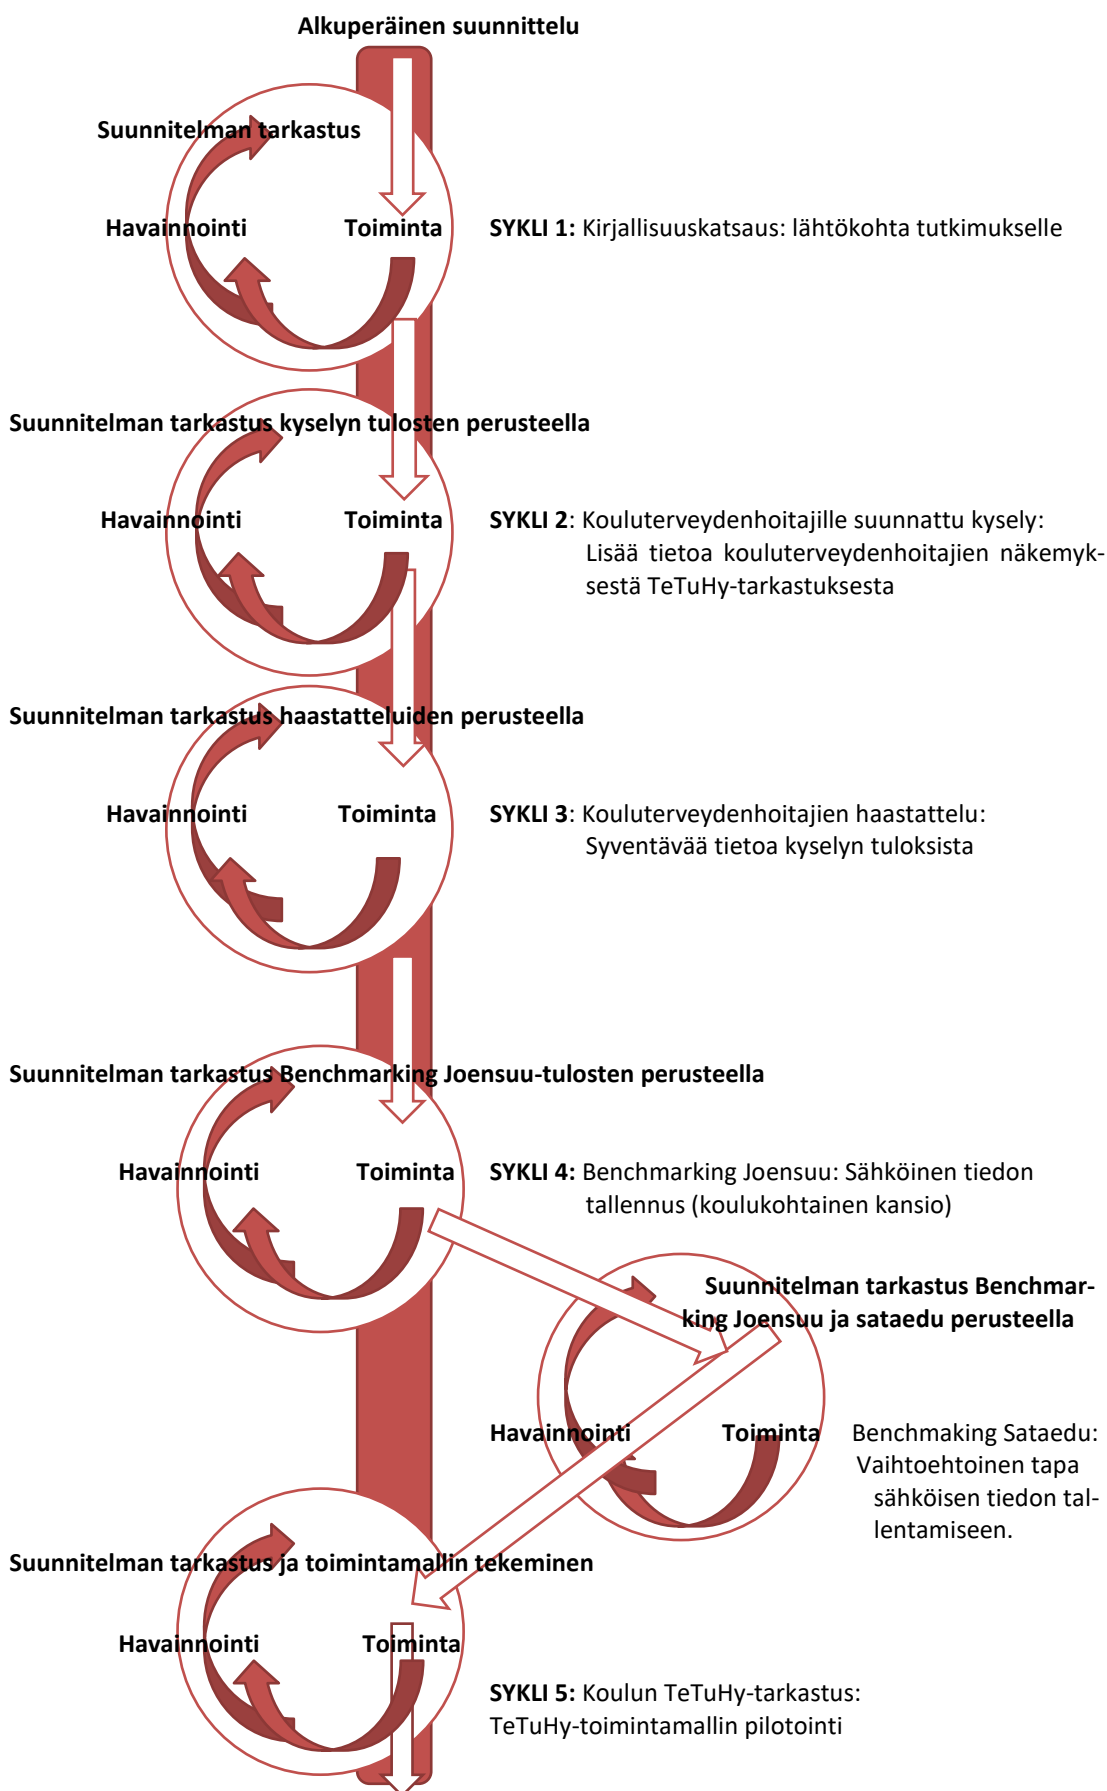 Alkuperäinen suunnittelu
Suunnitelman tarkastus
Havainnointi
Toiminta
SYKLI 1: Kirjallisuuskatsaus: lähtökohta tutkimukselle
Suunnitelman tarkastus kyselyn tulosten perusteella
Havainnointi
Toiminta
SYKLI 2: Kouluterveydenhoitajille suunnattu kysely:
Lisää tietoa kouluterveydenhoitajien näkemyk-
sestä TeTuHy-tarkastuksesta
Suunnitelman tarkastus haastatteluiden perusteella
Havainnointi
Toiminta
SYKLI 3: Kouluterveydenhoitajien haastattelu:
Syventävää tietoa kyselyn tuloksista
Suunnitelman tarkastus Benchmarking Joensuu-tulosten perusteella
Havainnointi
Toiminta
SYKLI 4: Benchmarking Joensuu: Sähköinen tiedon
tallennus (koulukohtainen kansio)
Suunnitelman tarkastus Benchmar-
king Joensuu ja sataedu perusteella
Havainnointi
Toiminta
Benchmaking Sataedu:
Vaihtoehtoinen tapa
sähköisen tiedon tal-
lentamiseen.
Suunnitelman tarkastus ja toimintamallin tekeminen
Havainnointi
Toiminta
SYKLI 5: Koulun TeTuHy-tarkastus:
TeTuHy-toimintamallin pilotointi